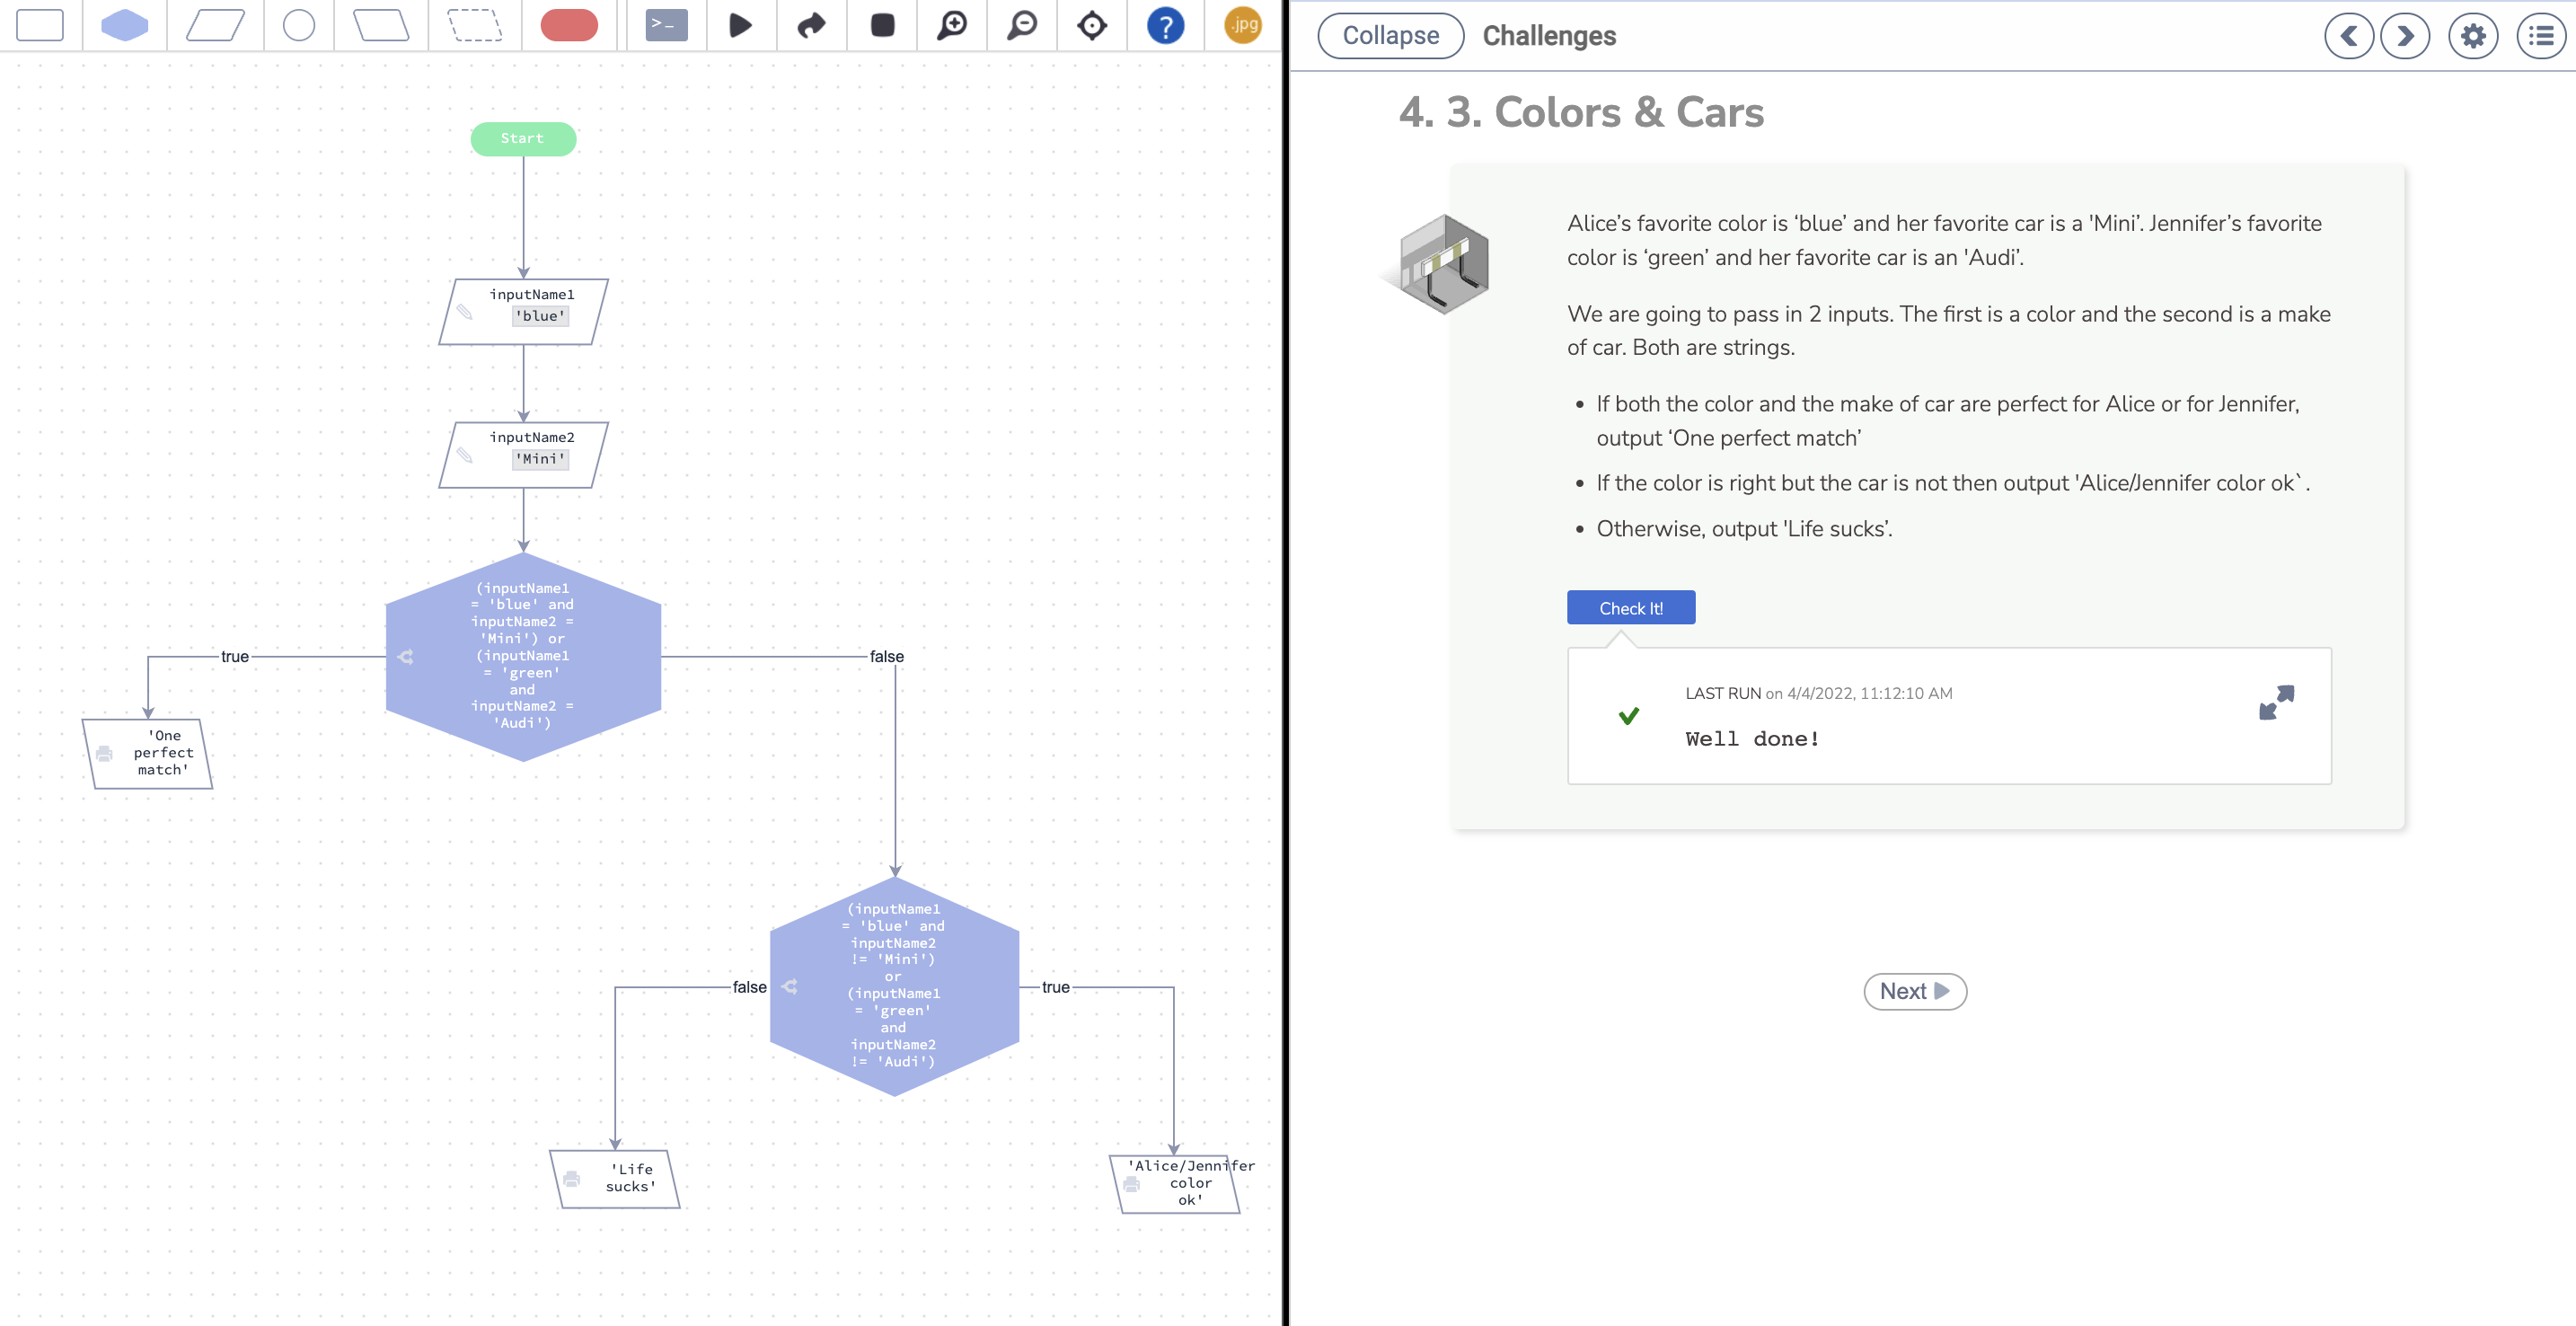 >_
?
.jpg
Start
inputName1
'blue'
inputName2
'Mini'
(inputName1
= 'blue' and
inputName2 =
'Mini') or
(inputName1
= 'green'
and
inputName2 =
'Audi')
true
false
'One
perfect
match'
(inputName1
= 'blue' and
inputName2
!= 'Mini')
or
(inputName1
= 'green'
and
inputName2
!= 'Audi')
false
true
'Life
sucks'
'Alice/Jennifer
color
ok'
Collapse
Challenges
4. 3. Colors & Cars
Alice’s favorite color is ‘blue’ and her favorite car is a 'Mini’. Jennifer’s favorite
color is ‘green’ and her favorite car is an 'Audi’.
We are going to pass in 2 inputs. The first is a color and the second is a make
of car. Both are strings.
• If both the color and the make of car are perfect for Alice or for Jennifer,
output ‘One perfect match’
• If the color is right but the car is not then output 'Alice/Jennifer color ok`.
• Otherwise, output 'Life sucks’.
Check It!
LAST RUN on 4/4/2022, 11:12:10 AM
Well done!
Next